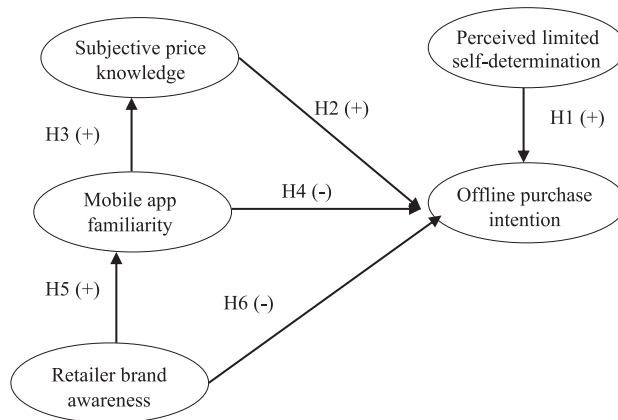 Subjective price
knowledge
Perceived limited
self-determination
H2 (+)
H1 (+)
H3 (+)
Mobile app
familiarity
H4 (-)
Offline purchase
intention
H5 (+)
H6 (-)
Retailer brand
awareness